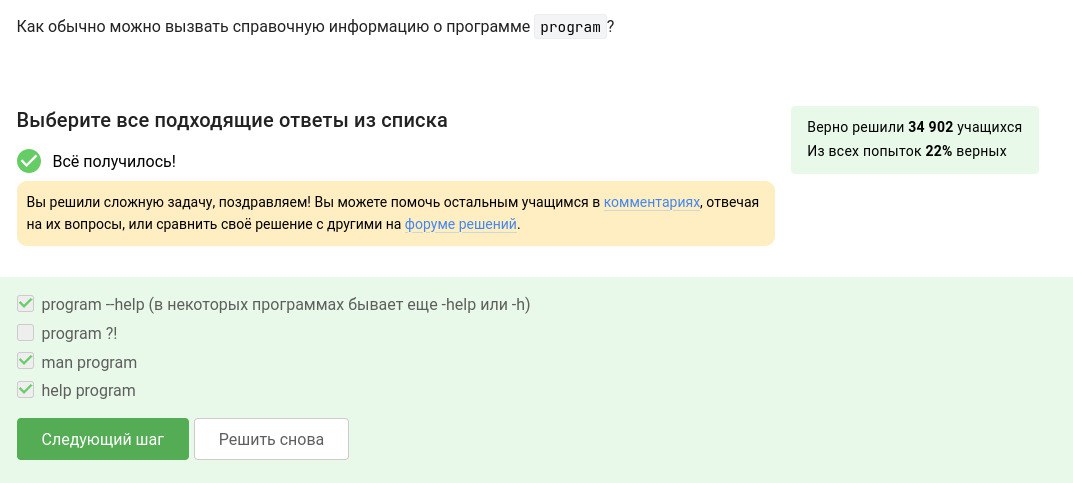 Как обычно можно вызвать справочную информацию о программе program?
Выберите все подходящие ответы из списка
Верно решили 34 902 учащихся
Из всех попыток 22% верных
Всё получилось!
Вы решили сложную задачу, поздравляем! Вы можете помочь остальным учащимся в комментариях, отвечая
на их вопросы, или сравнить своё решение с другими на форуме решений.
program –help (в некоторых программах бывает еще -help или -h)
program ?!
man program
help program
Следующий шаг
Решить снова